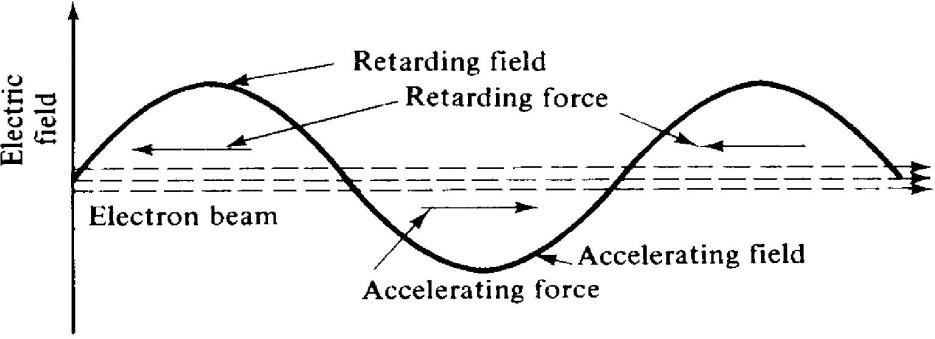 Electric
field
Retarding field
Retarding force
Electron beam
Accelerating field
Accelerating force